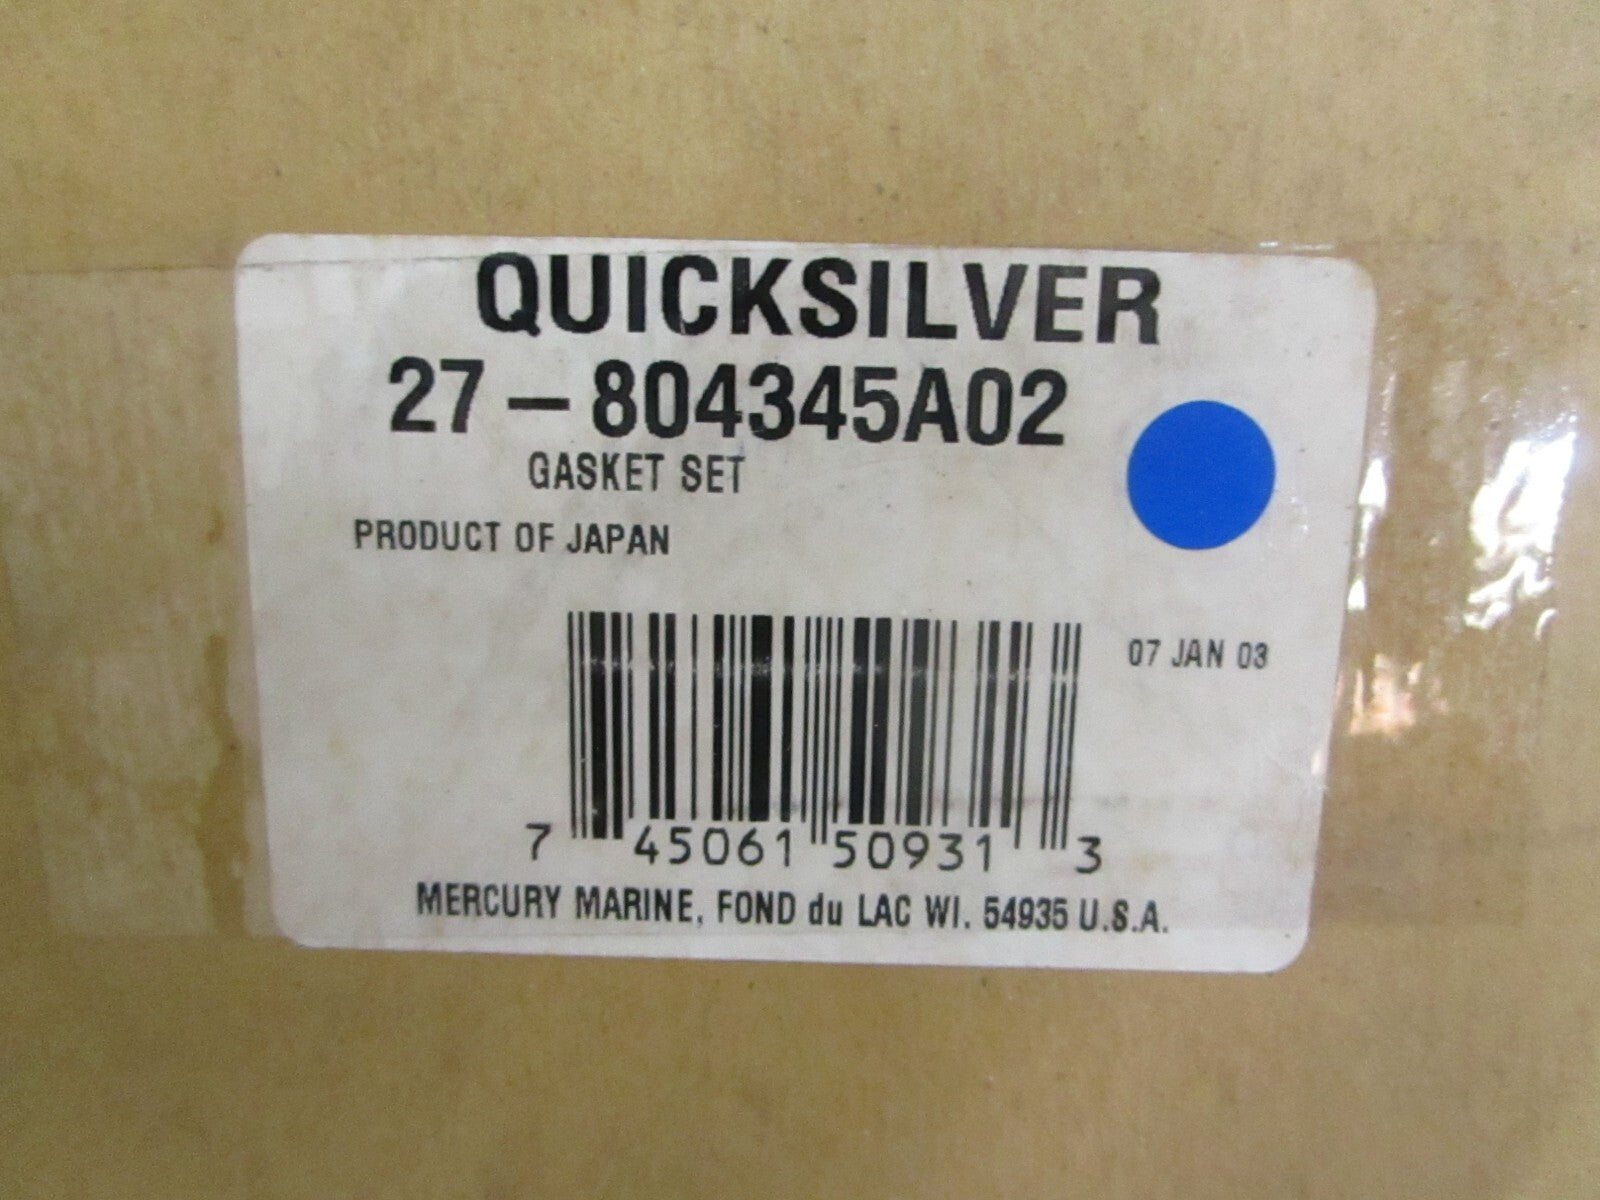 QUICKSILVER
27-804345A02
GASKET SET
PRODUCT OF JAPAN
07 JAN 03
7 45061 50931 3
MERCURY MARINE, FOND du LAC WI. 54935 U.S.A.